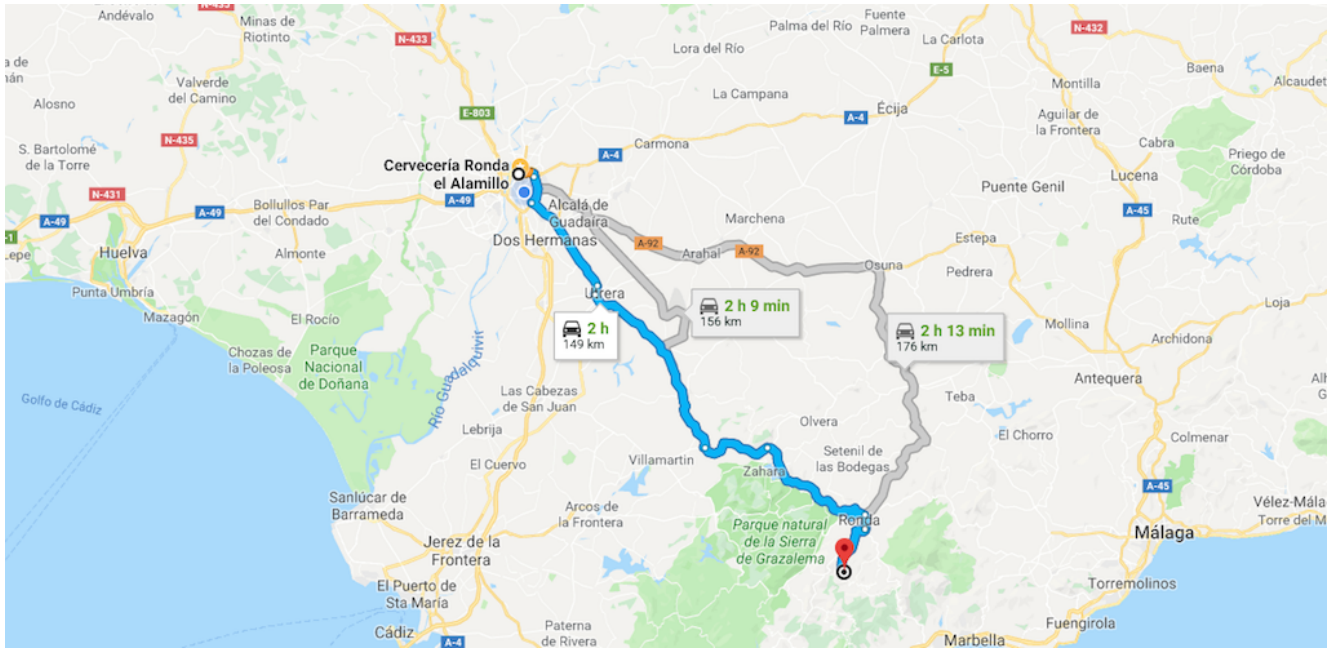 Andévalo
Minas de
Riotinto
N-433
N-433
Palma del Río
Fuente
Palmera
La Carlota
N-432
Lora del Río
E-5
Baena
Montilla
Alcaudet
Valverde
del Camino
Alosno
La Campana
Écija
Aguilar de
la Frontera
E-803
A-4
N-435
Cabra
S. Bartolomé
de la Torre
Carmona
A-4
Priego de
Córdoba
Cervecería Ronda
el Alamillo
Lucena
Puente Genil
N-431
A-49
Bollullos Par
del Condado
A-49
A-49
Alcalá de
Guadaíra
Marchena
A-45
Rute
-1
Lepe
Huelva
Almonte
Dos Hermanas
A-92
Arahal
A-92
Estepa
Osuna
Pedrera
Punta Umbría
Utrera
Loja
Mazagón
El Rocío
2 h 9 min
156 km
2 h
149 km
2 h 13 min
176 km
Mollina
Archidona
Chozas de
la Poleosa
Parque
Nacional
de Doñana
Río Guadalquivir
Golfo de Cádiz
Las Cabezas
de San Juan
Antequera
Teba
Lebrija
Olvera
El Chorro
Colmenar
El Cuervo
Villamartin
Zahara
Setenil de
las Bodegas
A-45
Sanlúcar de
Barrameda
Arcos de
la Frontera
Parque natural
de la Sierra
de Grazalema
Ronda
Vélez-Mála
Torre del M
Málaga
Jerez de la
Frontera
El Puerto de
Sta María
Torremolinos
Fuengirola
Cádiz
A-4
Paterna
de Rivera
Marbella